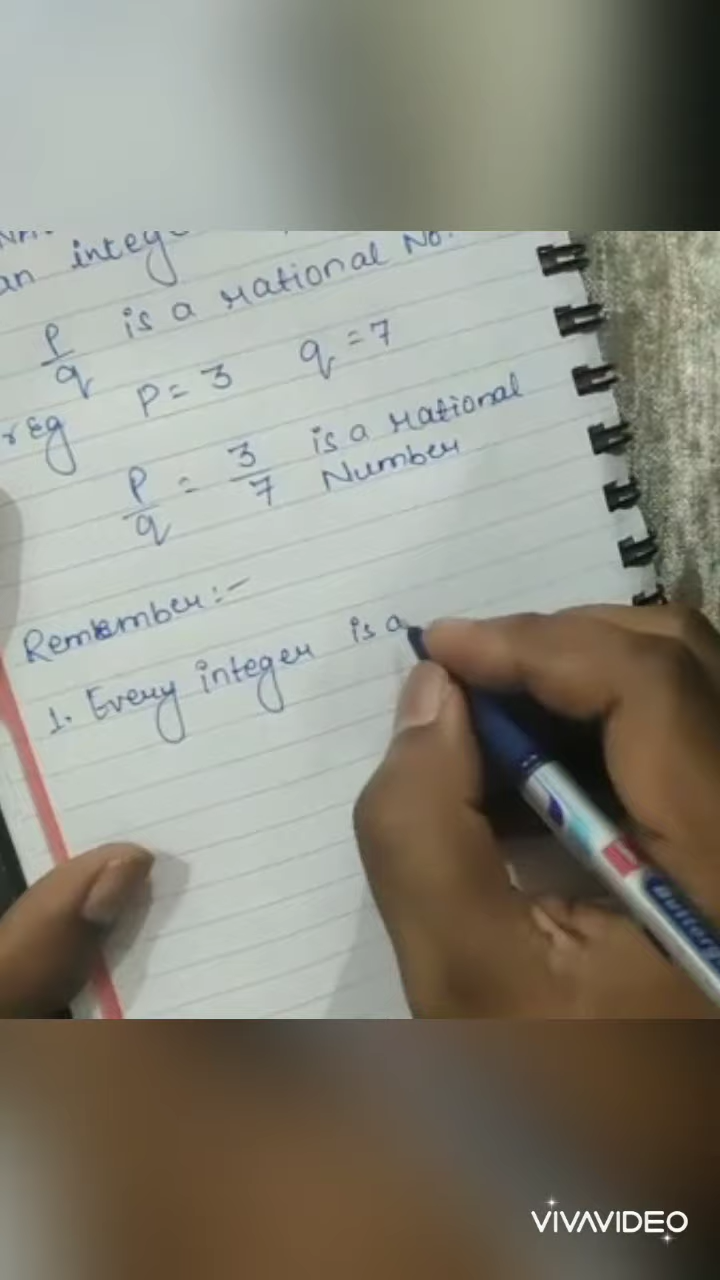 an integ
p/q is a rational No.
Eg p = 3 q = 7
p/q = 3/7 is a rational
Number
Remember:-
1. Every integer is a
Butter
VIVAVIDEO